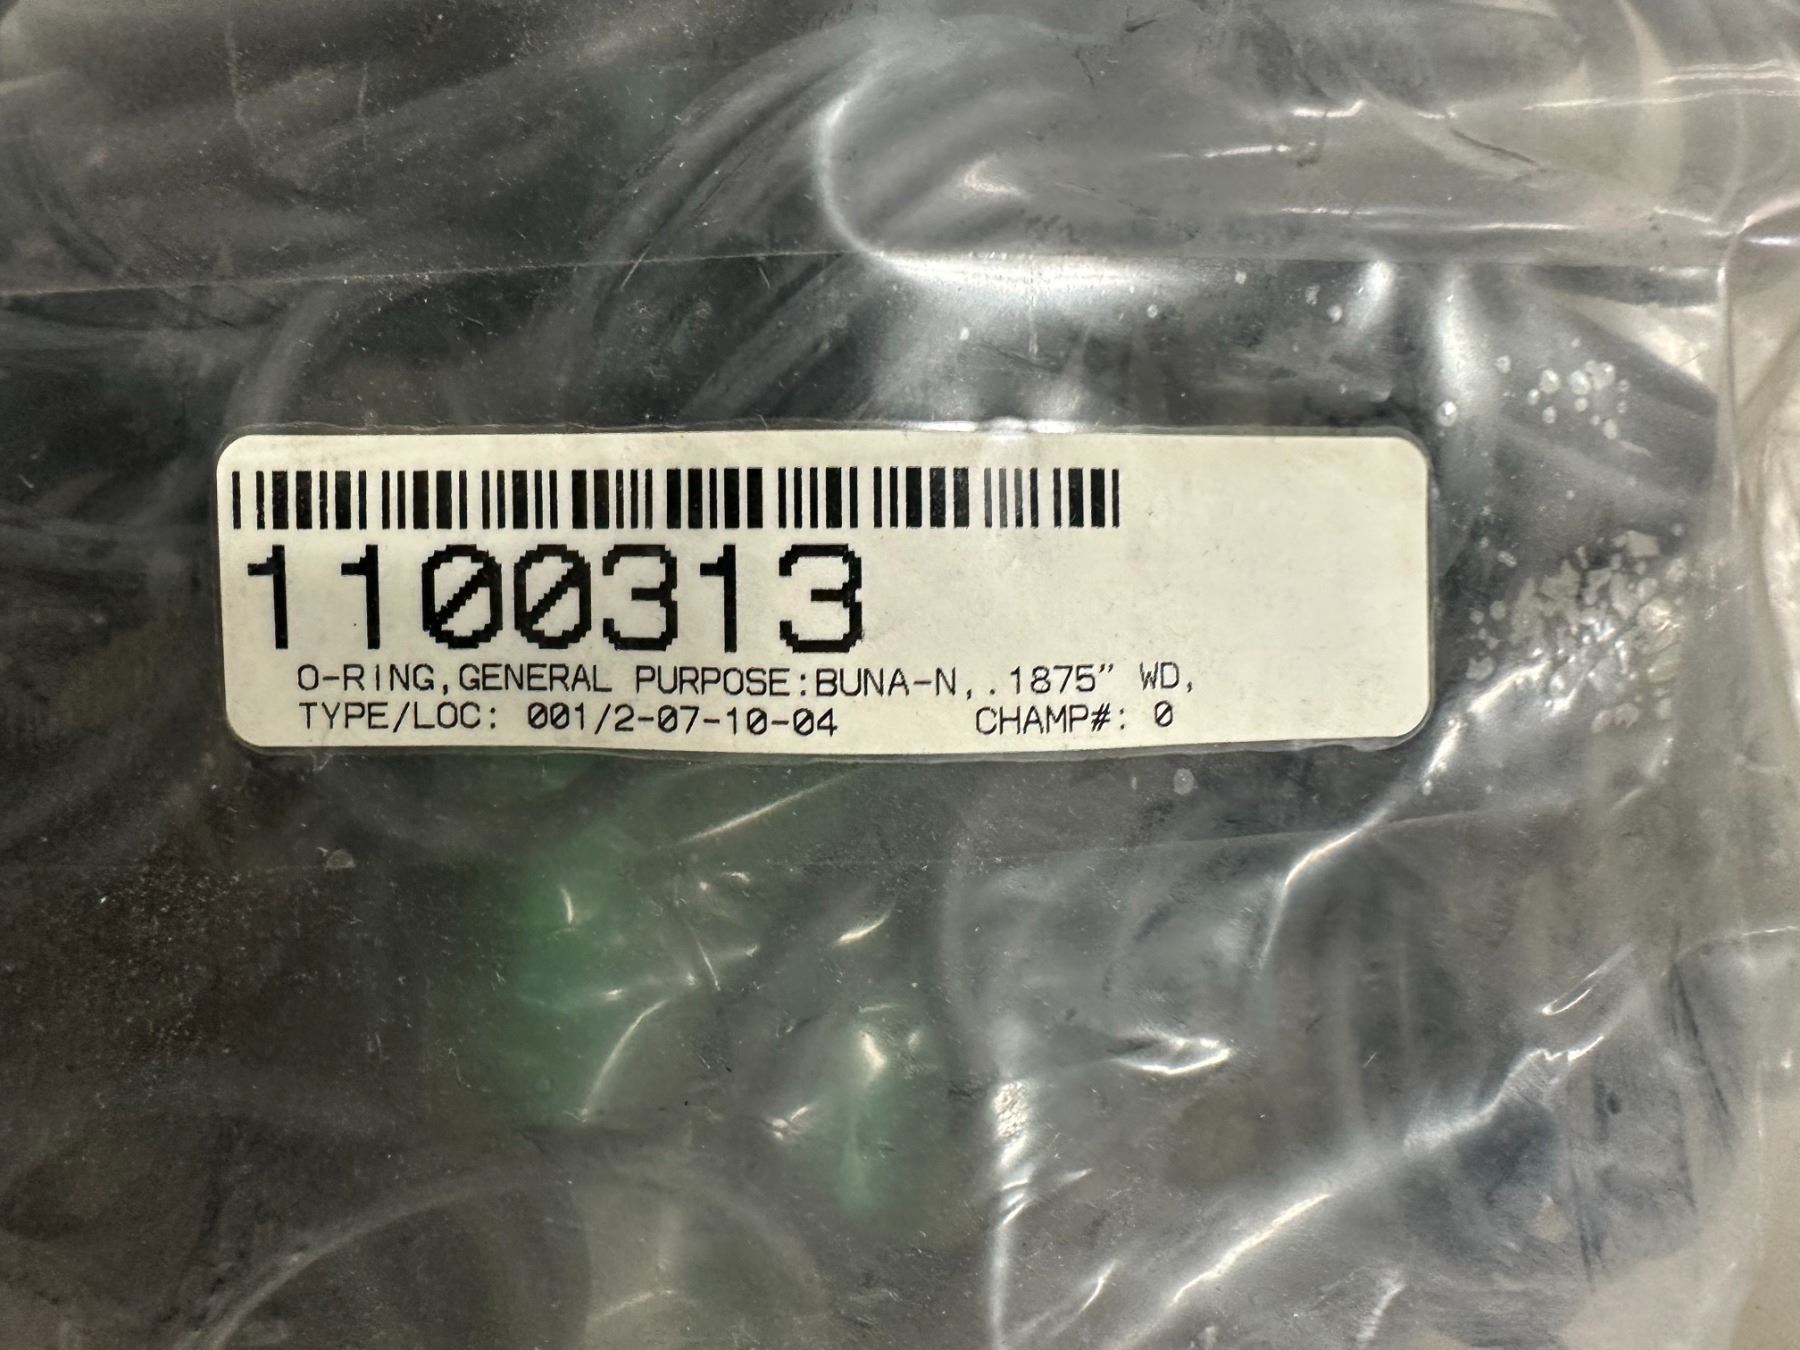 1100313
O-RING,GENERAL PURPOSE:BUNA-N,.1875” WD,
TYPE/LOC: 001/2-07-10-04 CHAMP#: 0